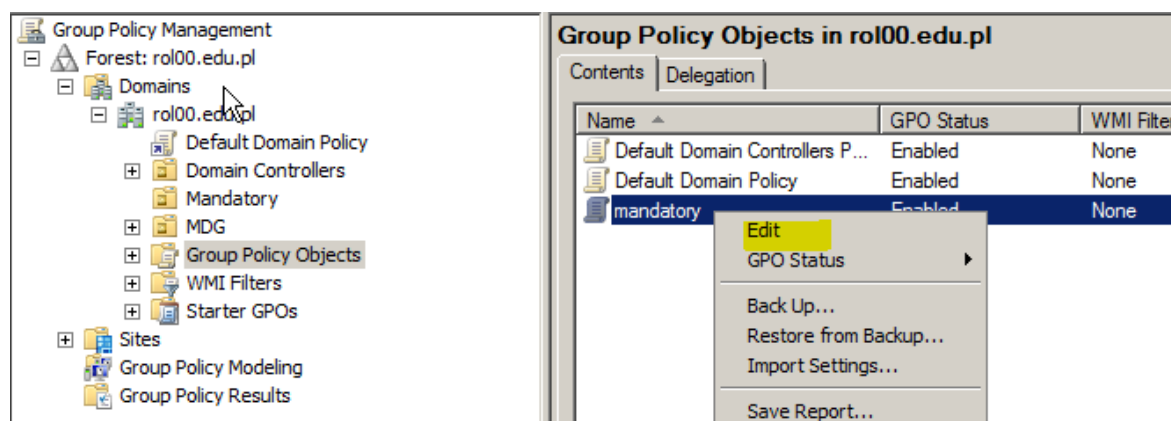 Group Policy Management
Forest: rol00.edu.pl
Domains
rol00.edu.pl
Default Domain Policy
Domain Controllers
Mandatory
MDG
Group Policy Objects
WMI Filters
Starter GPOs
Sites
Group Policy Modeling
Group Policy Results
Group Policy Objects in rol00.edu.pl
Contents Delegation
Name GPO Status WMI Filte
Default Domain Controllers P... Enabled None
Default Domain Policy Enabled None
mandatory Enabled None
Edit
GPO Status
Back Up...
Restore from Backup...
Import Settings...
Save Report...